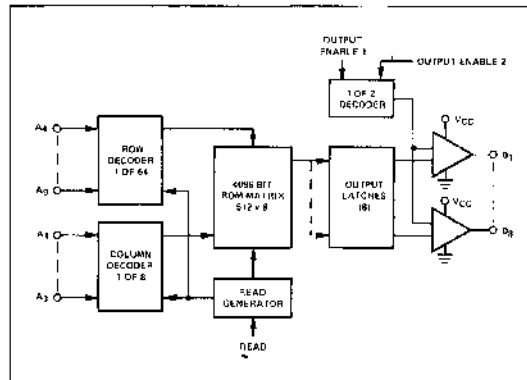 OUTPUT
ENABLE 1
OUTPUT ENABLE 2
1 OF 2
DECODER
VCC
A4
ROW
DECODER
1 OF 64
A9
4096 BIT
ROM MATRIX
512 x 8
OUTPUT
LATCHES
(8)
O1
VCC
O8
A1
COLUMN
DECODER
1 OF 8
A3
READ
GENERATOR
READ